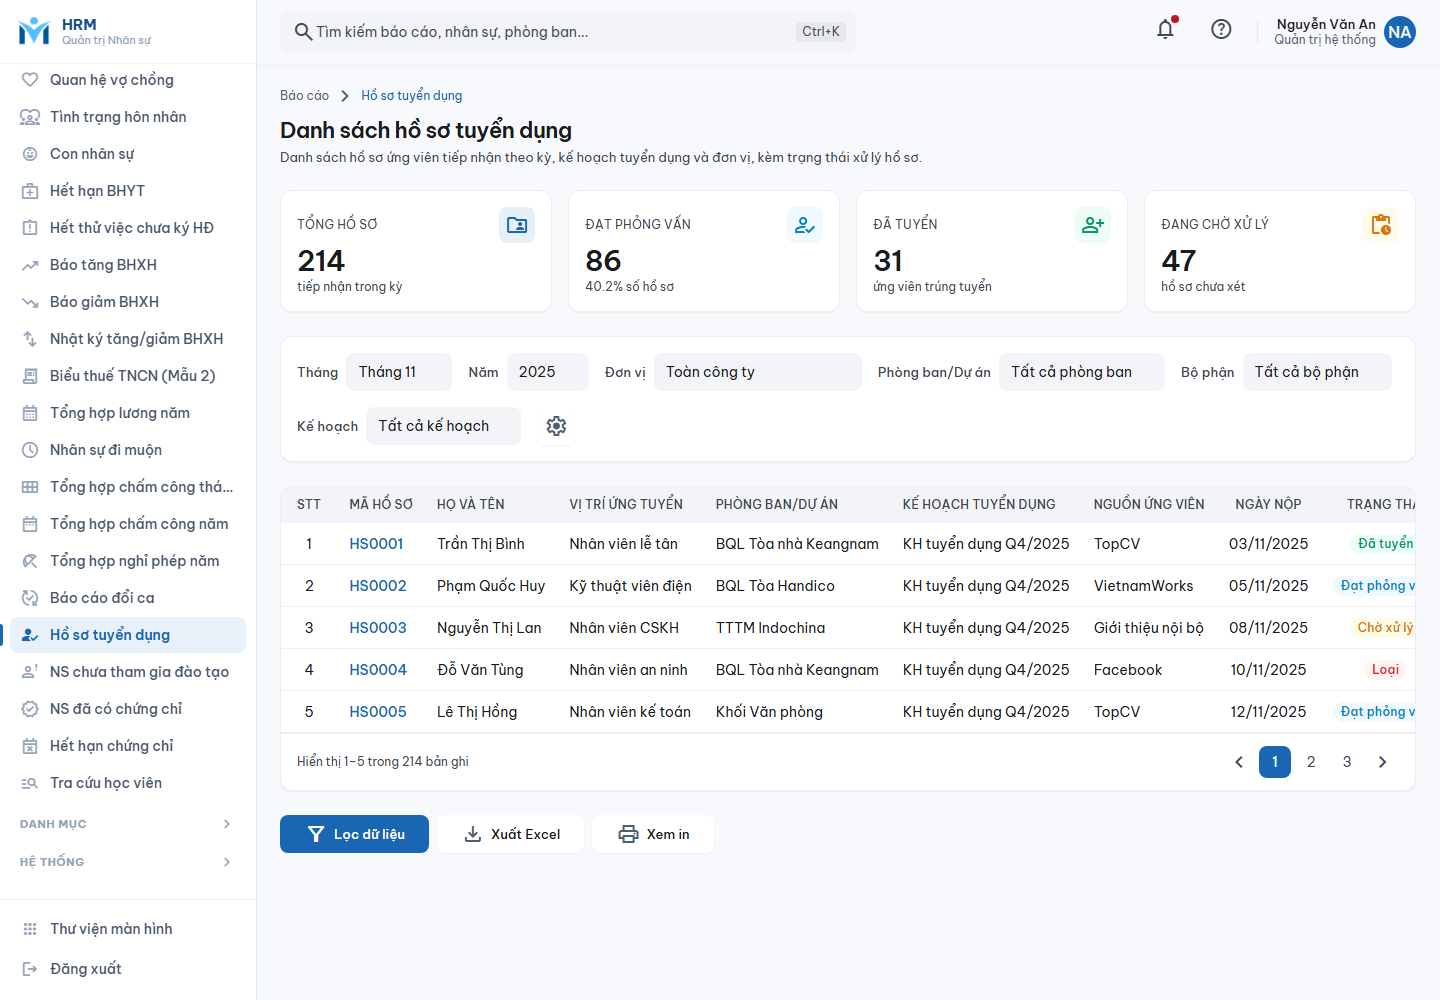 HRM
Quản trị Nhân sự
Quan hệ vợ chồng
Tình trạng hôn nhân
Con nhân sự
Hết hạn BHYT
Hết thử việc chưa ký HĐ
Báo tăng BHXH
Báo giảm BHXH
Nhật ký tăng/giảm BHXH
Biểu thuế TNCN (Mẫu 2)
Tổng hợp lương năm
Nhân sự đi muộn
Tổng hợp chấm công thá...
Tổng hợp chấm công năm
Tổng hợp nghỉ phép năm
Báo cáo đổi ca
Hồ sơ tuyển dụng
NS chưa tham gia đào tạo
NS đã có chứng chỉ
Hết hạn chứng chỉ
Tra cứu học viên
DANH MỤC
HỆ THỐNG
Thư viện màn hình
Đăng xuất
Tìm kiếm báo cáo, nhân sự, phòng ban... Ctrl+K
Nguyễn Văn An
Quản trị hệ thống
NA
Báo cáo Hồ sơ tuyển dụng
Danh sách hồ sơ tuyển dụng
Danh sách hồ sơ ứng viên tiếp nhận theo kỳ, kế hoạch tuyển dụng và đơn vị, kèm trạng thái xử lý hồ sơ.
TỔNG HỒ SƠ
214
tiếp nhận trong kỳ
ĐẠT PHỎNG VẤN
86
40.2% số hồ sơ
ĐÃ TUYỂN
31
ứng viên trúng tuyển
ĐANG CHỜ XỬ LÝ
47
hồ sơ chưa xét
Tháng Tháng 11 Năm 2025 Đơn vị Toàn công ty Phòng ban/Dự án Tất cả phòng ban Bộ phận Tất cả bộ phận
Kế hoạch Tất cả kế hoạch
STT MÃ HỒ SƠ HỌ VÀ TÊN VỊ TRÍ ỨNG TUYỂN PHÒNG BAN/DỰ ÁN KẾ HOẠCH TUYỂN DỤNG NGUỒN ỨNG VIÊN NGÀY NỘP TRẠNG THÁ
1 HS0001 Trần Thị Bình Nhân viên lễ tân BQL Tòa nhà Keangnam KH tuyển dụng Q4/2025 TopCV 03/11/2025 Đã tuyển
2 HS0002 Phạm Quốc Huy Kỹ thuật viên điện BQL Tòa Handico KH tuyển dụng Q4/2025 VietnamWorks 05/11/2025 Đạt phỏng v
3 HS0003 Nguyễn Thị Lan Nhân viên CSKH TTTM Indochina KH tuyển dụng Q4/2025 Giới thiệu nội bộ 08/11/2025 Chờ xử lý
4 HS0004 Đỗ Văn Tùng Nhân viên an ninh BQL Tòa nhà Keangnam KH tuyển dụng Q4/2025 Facebook 10/11/2025 Loại
5 HS0005 Lê Thị Hồng Nhân viên kế toán Khối Văn phòng KH tuyển dụng Q4/2025 TopCV 12/11/2025 Đạt phỏng v
Hiển thị 1–5 trong 214 bản ghi
1 2 3
Lọc dữ liệu Xuất Excel Xem in